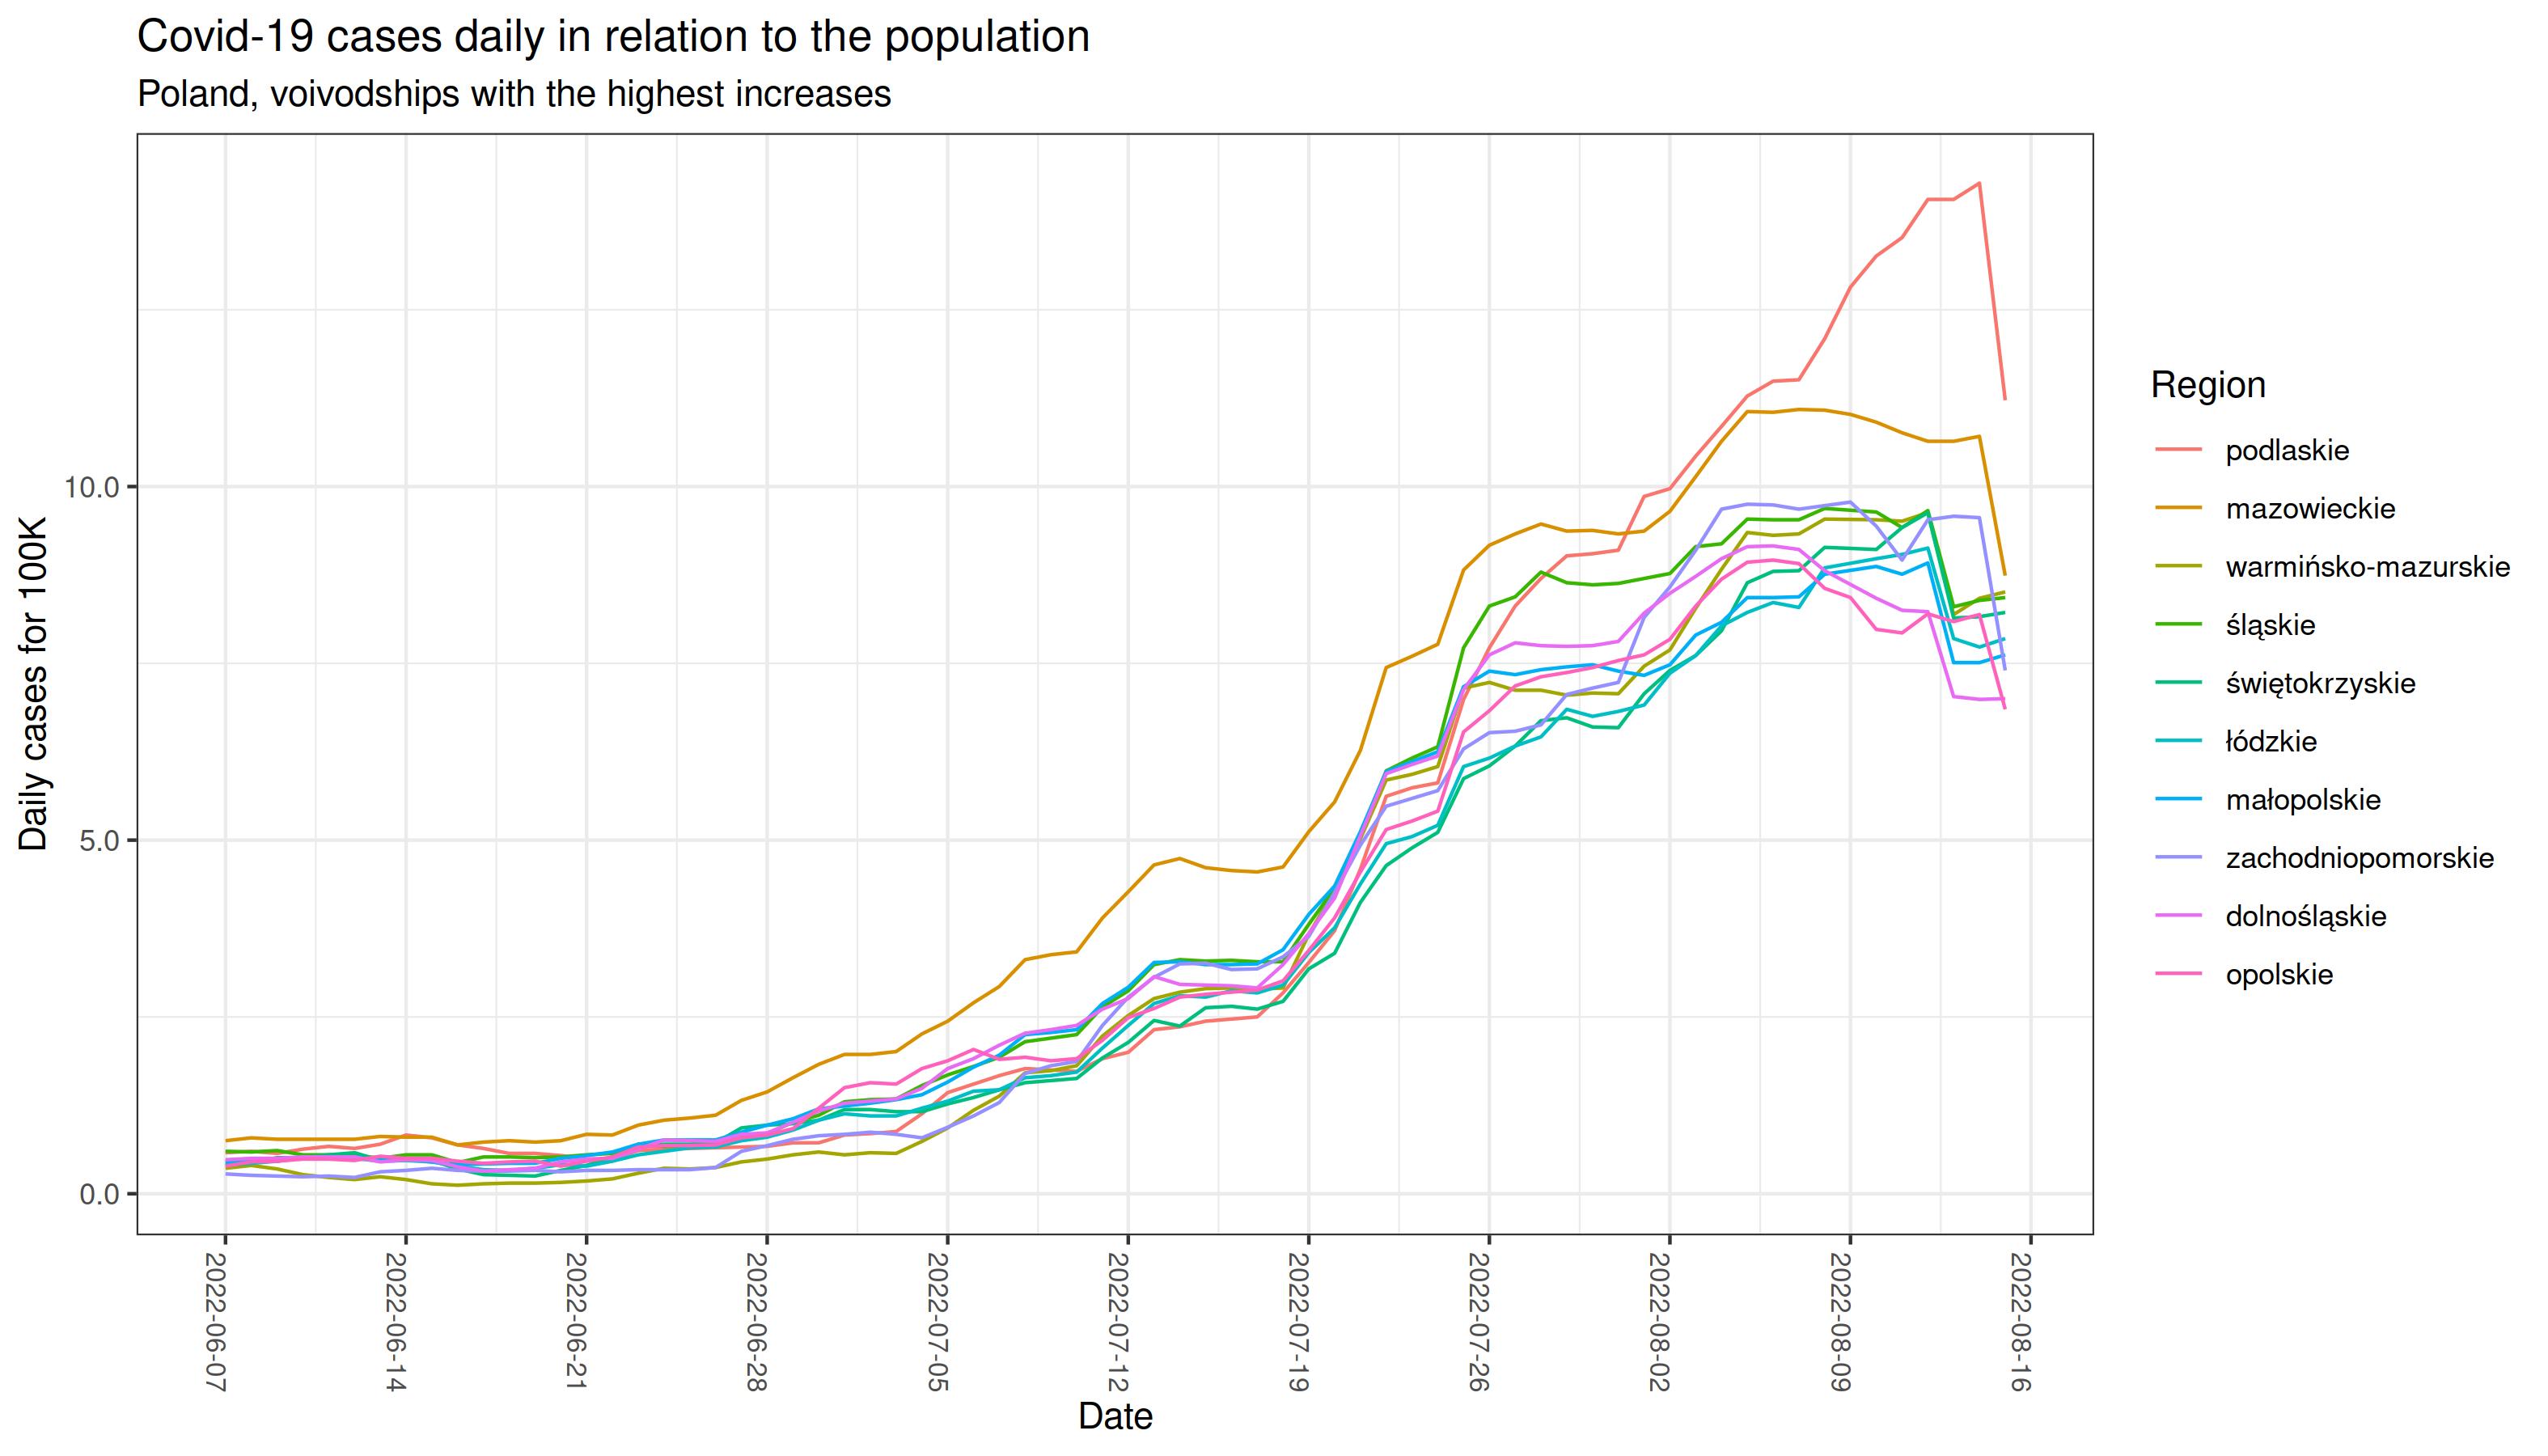 Covid-19 cases daily in relation to the population
Poland, voivodships with the highest increases
Daily cases for 100K
10.0
5.0
0.0
2022-06-07
2022-06-14
2022-06-21
2022-06-28
2022-07-05
2022-07-12
2022-07-19
2022-07-26
2022-08-02
2022-08-09
2022-08-16
Date
Region
podlaskie
mazowieckie
warmińsko-mazurskie
śląskie
świętokrzyskie
łódzkie
małopolskie
zachodniopomorskie
dolnośląskie
opolskie